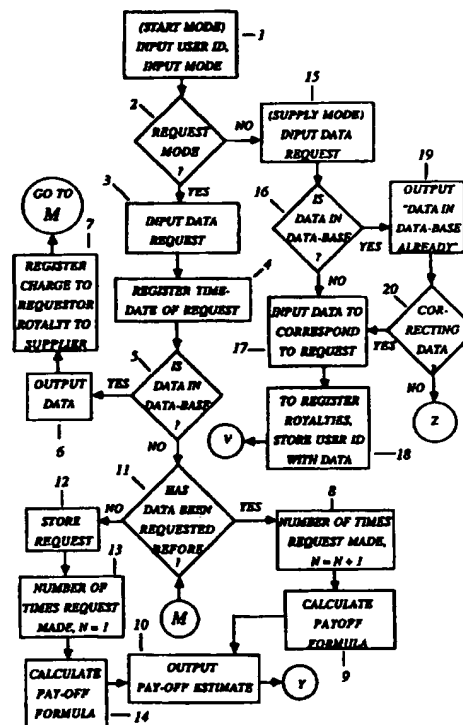 (START MODE)
INPUT USER ID,
INPUT MODE
1
2
REQUEST
MODE
?
NO
YES
15
(SUPPLY MODE)
INPUT DATA
REQUEST
3
INPUT DATA
REQUEST
4
REGISTER TIME-
DATE OF REQUEST
16
IS
DATA IN
DATA-BASE
?
YES
NO
19
OUTPUT
"DATA IN
DATA-BASE
ALREADY"
20
COR-
RECTING
DATA
YES
NO
Z
INPUT DATA TO
CORRESPOND
TO REQUEST
17
TO REGISTER
ROYALTIES,
STORE USER ID
WITH DATA
18
V
5
IS
DATA IN
DATA-BASE
?
YES
NO
OUTPUT
DATA
6
REGISTER
CHARGE TO
REQUESTOR
ROYALTY TO
SUPPLIER
7
GO TO
M
11
HAS
DATA BEEN
REQUESTED
BEFORE
?
NO
YES
M
12
STORE
REQUEST
13
NUMBER OF
TIMES REQUEST
MADE, N = 1
CALCULATE
PAY-OFF
FORMULA
14
8
NUMBER OF TIMES
REQUEST MADE,
N = N + 1
CALCULATE
PAYOFF
FORMULA
9
10
OUTPUT
PAY-OFF ESTIMATE
Y